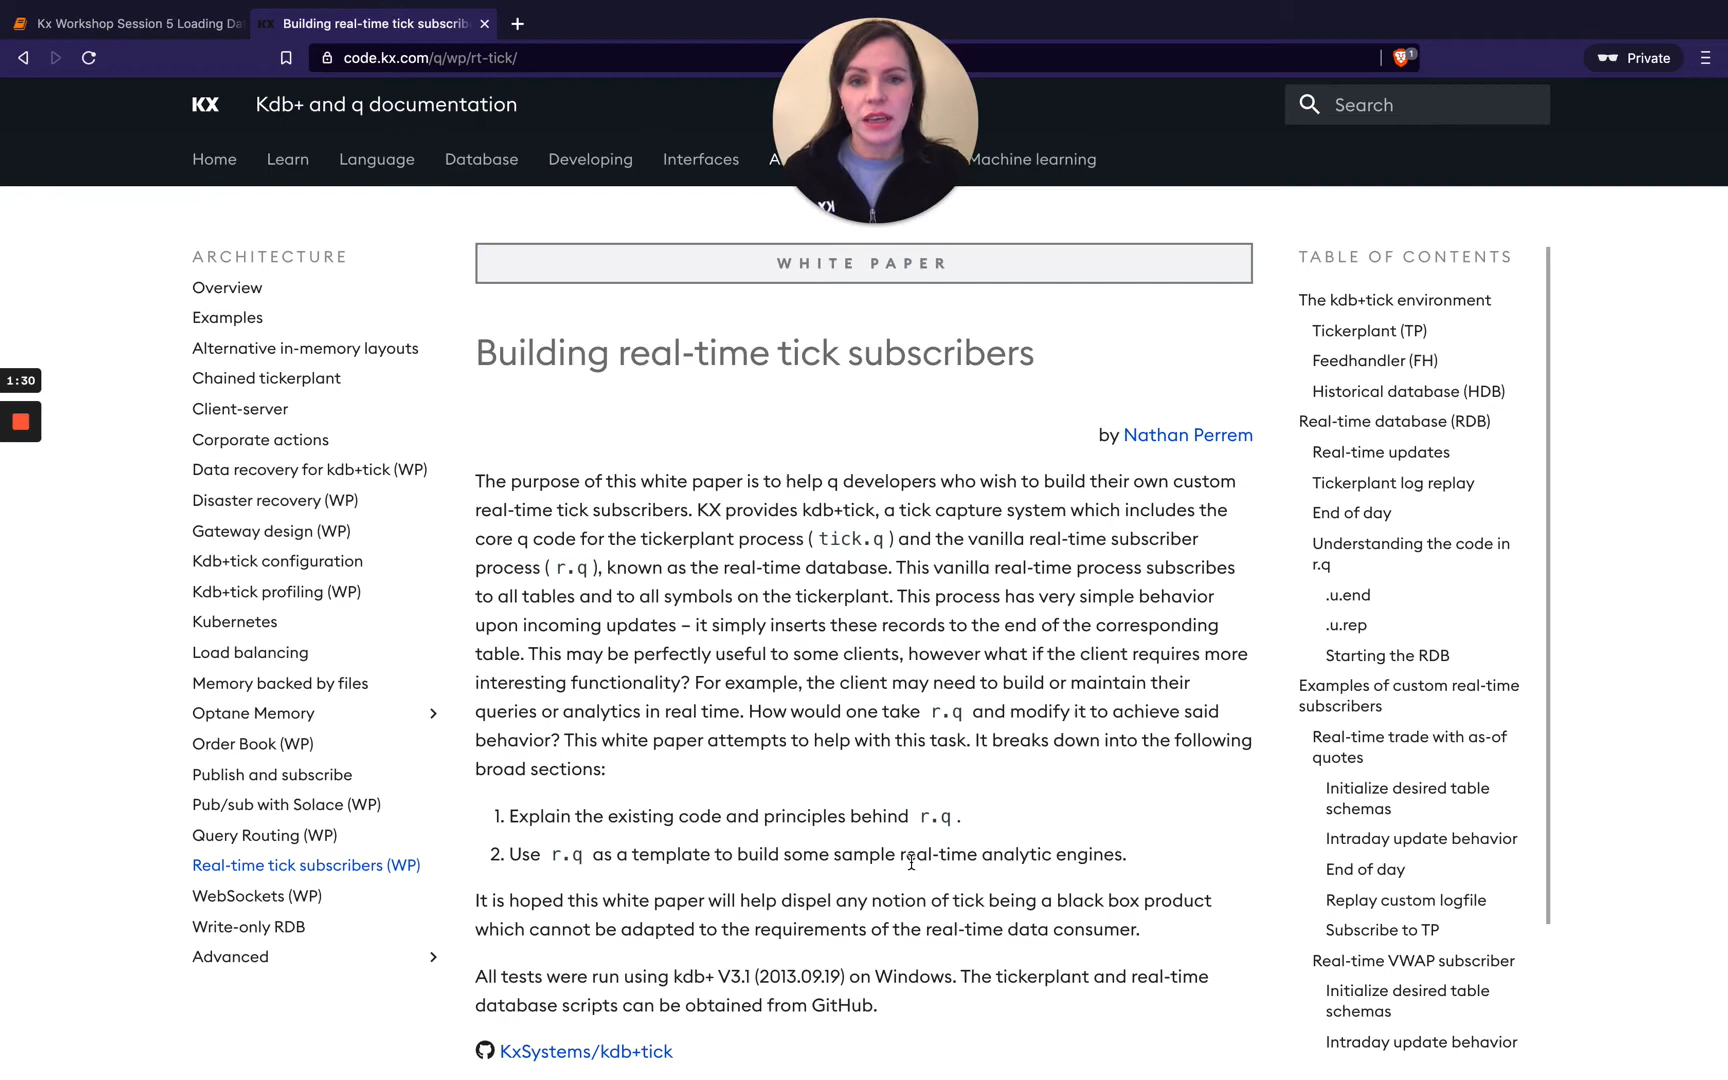 Kx Workshop Session 5 Loading Da
KX Building real-time tick subscrib
code.kx.com/q/wp/rt-tick/
1
Private
KX Kdb+ and q documentation
Search
Home Learn Language Database Developing Interfaces A Machine learning
KX
1:30
ARCHITECTURE
Overview
Examples
Alternative in-memory layouts
Chained tickerplant
Client-server
Corporate actions
Data recovery for kdb+tick (WP)
Disaster recovery (WP)
Gateway design (WP)
Kdb+tick configuration
Kdb+tick profiling (WP)
Kubernetes
Load balancing
Memory backed by files
Optane Memory
Order Book (WP)
Publish and subscribe
Pub/sub with Solace (WP)
Query Routing (WP)
Real-time tick subscribers (WP)
WebSockets (WP)
Write-only RDB
Advanced
WHITE PAPER
Building real-time tick subscribers
by Nathan Perrem
The purpose of this white paper is to help q developers who wish to build their own custom
real-time tick subscribers. KX provides kdb+tick, a tick capture system which includes the
core q code for the tickerplant process ( tick.q ) and the vanilla real-time subscriber
process ( r.q ), known as the real-time database. This vanilla real-time process subscribes
to all tables and to all symbols on the tickerplant. This process has very simple behavior
upon incoming updates – it simply inserts these records to the end of the corresponding
table. This may be perfectly useful to some clients, however what if the client requires more
interesting functionality? For example, the client may need to build or maintain their
queries or analytics in real time. How would one take r.q and modify it to achieve said
behavior? This white paper attempts to help with this task. It breaks down into the following
broad sections:
1. Explain the existing code and principles behind r.q .
2. Use r.q as a template to build some sample real-time analytic engines.
It is hoped this white paper will help dispel any notion of tick being a black box product
which cannot be adapted to the requirements of the real-time data consumer.
All tests were run using kdb+ V3.1 (2013.09.19) on Windows. The tickerplant and real-time
database scripts can be obtained from GitHub.
KxSystems/kdb+tick
TABLE OF CONTENTS
The kdb+tick environment
Tickerplant (TP)
Feedhandler (FH)
Historical database (HDB)
Real-time database (RDB)
Real-time updates
Tickerplant log replay
End of day
Understanding the code in
r.q
.u.end
.u.rep
Starting the RDB
Examples of custom real-time
subscribers
Real-time trade with as-of
quotes
Initialize desired table
schemas
Intraday update behavior
End of day
Replay custom logfile
Subscribe to TP
Real-time VWAP subscriber
Initialize desired table
schemas
Intraday update behavior